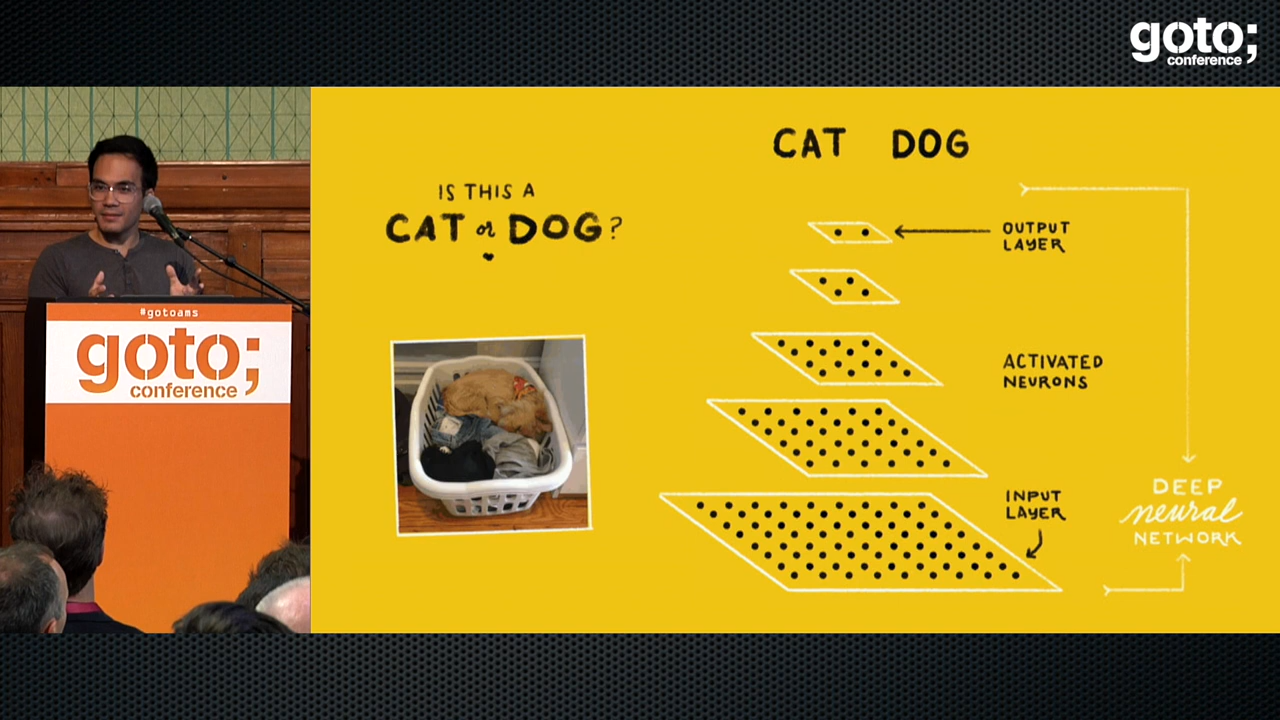 goto;
conference
#gotoams
goto;
conference
IS THIS A
CAT or DOG?
CAT DOG
OUTPUT
LAYER
ACTIVATED
NEURONS
INPUT
LAYER
DEEP
neural
NETWORK